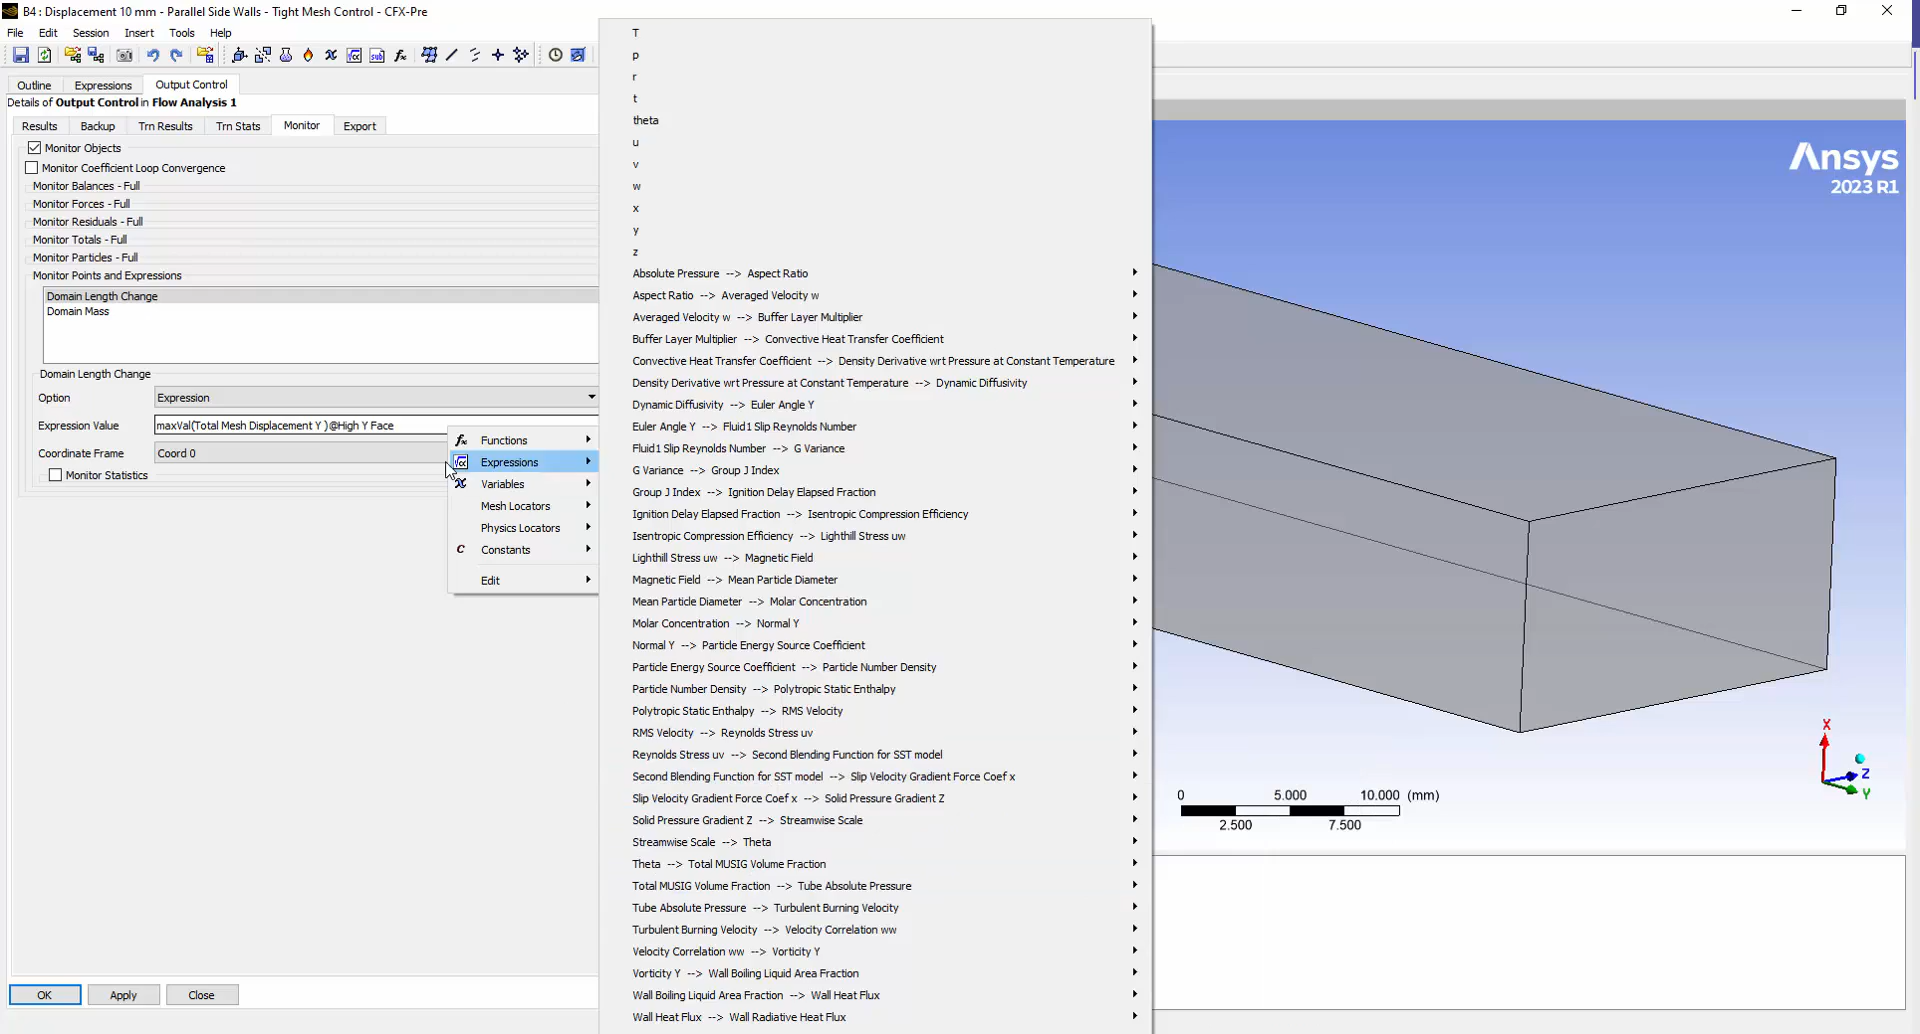 B4 : Displacement 10 mm - Parallel Side Walls - Tight Mesh Control - CFX-Pre
File Edit Session Insert Tools Help
Outline Expressions Output Control
Details of Output Control in Flow Analysis 1
Results Backup Trn Results Trn Stats Monitor Export
Monitor Objects
Monitor Coefficient Loop Convergence
Monitor Balances - Full
Monitor Forces - Full
Monitor Residuals - Full
Monitor Totals - Full
Monitor Particles - Full
Monitor Points and Expressions
Domain Length Change
Domain Mass
Domain Length Change
Option Expression
Expression Value maxVal(Total Mesh Displacement Y )@High Y Face
Coordinate Frame Coord 0
Monitor Statistics
OK Apply Close
Functions
Expressions
Variables
Mesh Locators
Physics Locators
Constants
Edit
T
p
r
t
theta
u
v
w
x
y
z
Absolute Pressure --> Aspect Ratio
Aspect Ratio --> Averaged Velocity w
Averaged Velocity w --> Buffer Layer Multiplier
Buffer Layer Multiplier --> Convective Heat Transfer Coefficient
Convective Heat Transfer Coefficient --> Density Derivative wrt Pressure at Constant Temperature
Density Derivative wrt Pressure at Constant Temperature --> Dynamic Diffusivity
Dynamic Diffusivity --> Euler Angle Y
Euler Angle Y --> Fluid1 Slip Reynolds Number
Fluid1 Slip Reynolds Number --> G Variance
G Variance --> Group J Index
Group J Index --> Ignition Delay Elapsed Fraction
Ignition Delay Elapsed Fraction --> Isentropic Compression Efficiency
Isentropic Compression Efficiency --> Lighthill Stress uw
Lighthill Stress uw --> Magnetic Field
Magnetic Field --> Mean Particle Diameter
Mean Particle Diameter --> Molar Concentration
Molar Concentration --> Normal Y
Normal Y --> Particle Energy Source Coefficient
Particle Energy Source Coefficient --> Particle Number Density
Particle Number Density --> Polytropic Static Enthalpy
Polytropic Static Enthalpy --> RMS Velocity
RMS Velocity --> Reynolds Stress uv
Reynolds Stress uv --> Second Blending Function for SST model
Second Blending Function for SST model --> Slip Velocity Gradient Force Coef x
Slip Velocity Gradient Force Coef x --> Solid Pressure Gradient Z
Solid Pressure Gradient Z --> Streamwise Scale
Streamwise Scale --> Theta
Theta --> Total MUSIG Volume Fraction
Total MUSIG Volume Fraction --> Tube Absolute Pressure
Tube Absolute Pressure --> Turbulent Burning Velocity
Turbulent Burning Velocity --> Velocity Correlation ww
Velocity Correlation ww --> Vorticity Y
Vorticity Y --> Wall Boiling Liquid Area Fraction
Wall Boiling Liquid Area Fraction --> Wall Heat Flux
Wall Heat Flux --> Wall Radiative Heat Flux
Ansys
2023 R1
X
Z
Y
0 5.000 10.000 (mm)
2.500 7.500